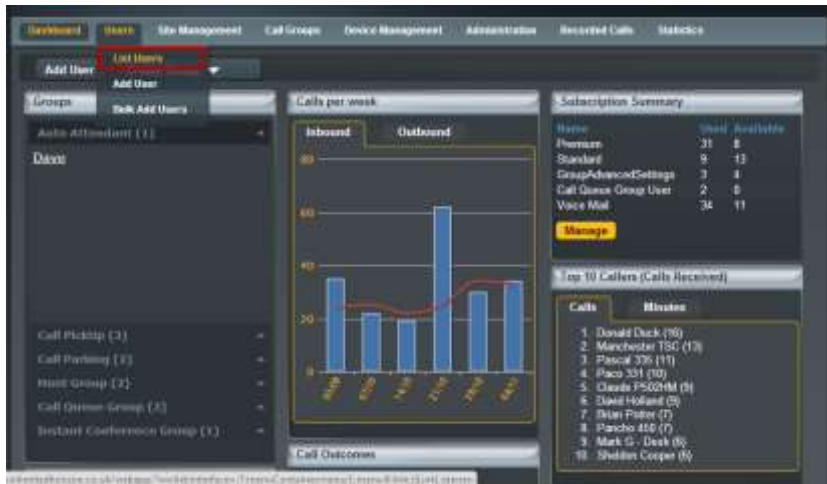 Dashboard Users Site Management Call Groups Device Management Administration Recorded Calls Statistics
List Users
Add User
Add User
Bulk Add Users
Groups
Auto Attendant (1)
Dave
Call Pickup (3)
Call Parking
Hunt Group
Call Queue Group
Instant Conference Group (1)
Calls per week
Inbound Outbound
80
60
40
20
0
Call Outcomes
Subscription Summary
Name Used Available
Premium 31 8
Standard 9 13
GroupAdvancedSettings 3 4
Call Queue Group User 2 0
Voice Mail 34 11
Manage
Top 10 Callers (Calls Received)
Calls Minutes
1. Donald Duck (16)
2. Manchester TSC (13)
3. Pascal 335 (11)
4. Paco 331 (10)
5. Claude P502HM (9)
6. David Holland (9)
7. Brian Potter (7)
8. Pancho 450 (7)
9. Mark G - Desk (6)
10. Sheldon Cooper (6)